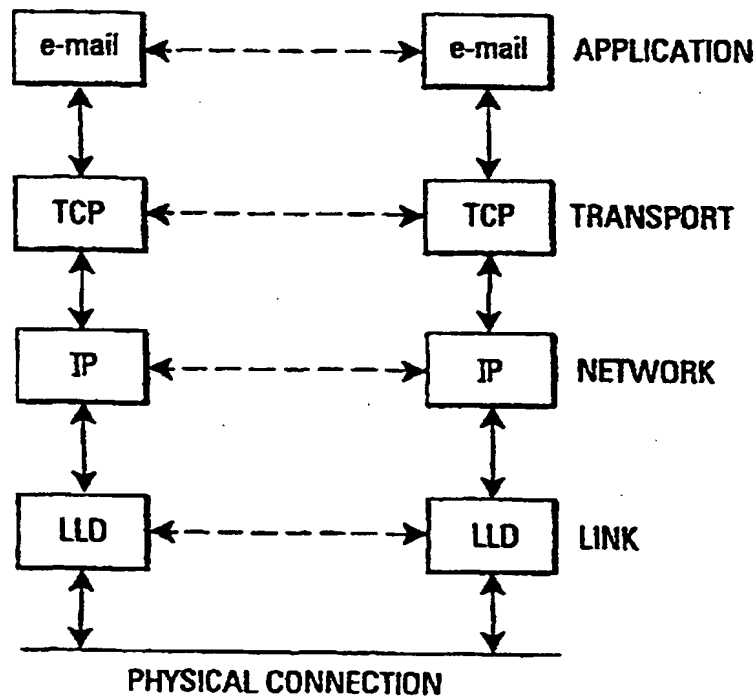 e-mail e-mail APPLICATION
TCP TCP TRANSPORT
IP IP NETWORK
LLD LLD LINK
PHYSICAL CONNECTION